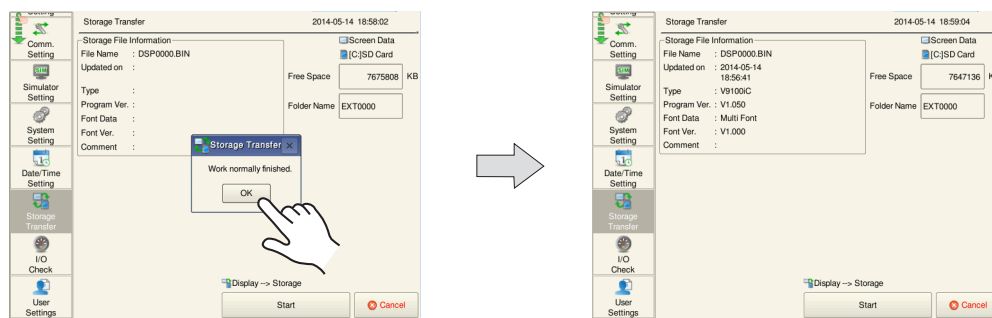 Setting
Storage Transfer
2014-05-14 18:58:02
Comm.
Setting
SIM
Simulator
Setting
System
Setting
Date/Time
Setting
Storage
Transfer
I/O
Check
User
Settings
Storage File Information
File Name : DSP0000.BIN
Updated on :
Type :
Program Ver. :
Font Data :
Font Ver. :
Comment :
Screen Data
[C:]SD Card
Free Space 7675808 KB
Folder Name EXT0000
Storage Transfer
Work normally finished.
OK
Display --> Storage
Start
Cancel
Setting
Storage Transfer
2014-05-14 18:59:04
Comm.
Setting
SIM
Simulator
Setting
System
Setting
Date/Time
Setting
Storage
Transfer
I/O
Check
User
Settings
Storage File Information
File Name : DSP0000.BIN
Updated on : 2014-05-14
18:56:41
Type : V9100iC
Program Ver. : V1.050
Font Data : Multi Font
Font Ver. : V1.000
Comment :
Screen Data
[C:]SD Card
Free Space 7647136
Folder Name EXT0000
Display --> Storage
Start
Cancel